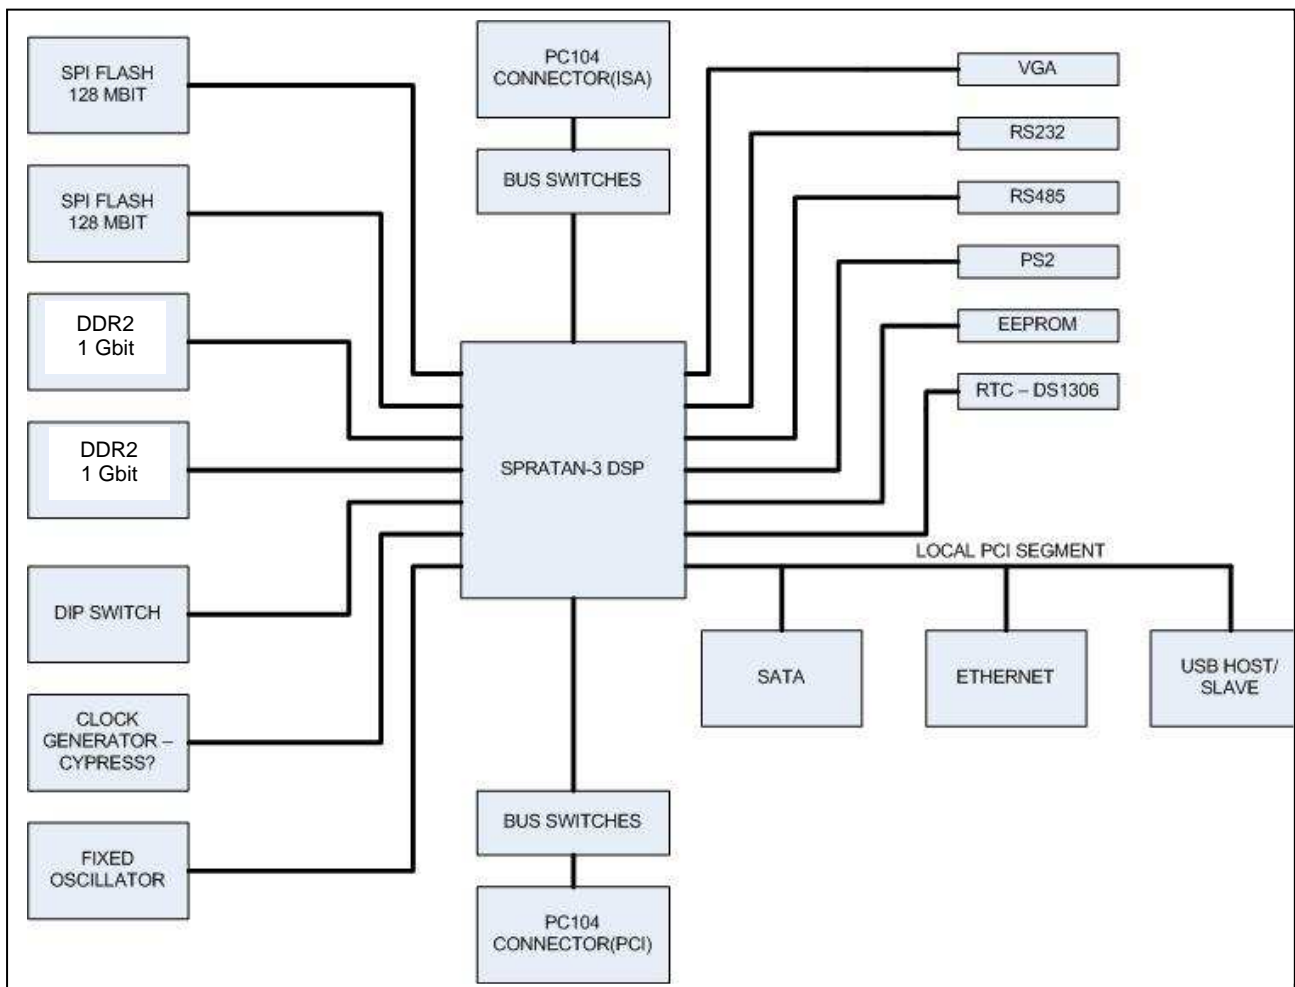 SPI FLASH
128 MBIT
SPI FLASH
128 MBIT
DDR2
1 Gbit
DDR2
1 Gbit
DIP SWITCH
CLOCK
GENERATOR –
CYPRESS?
FIXED
OSCILLATOR
PC104
CONNECTOR(ISA)
BUS SWITCHES
SPRATAN-3 DSP
BUS SWITCHES
PC104
CONNECTOR(PCI)
VGA
RS232
RS485
PS2
EEPROM
RTC – DS1306
LOCAL PCI SEGMENT
SATA
ETHERNET
USB HOST/
SLAVE